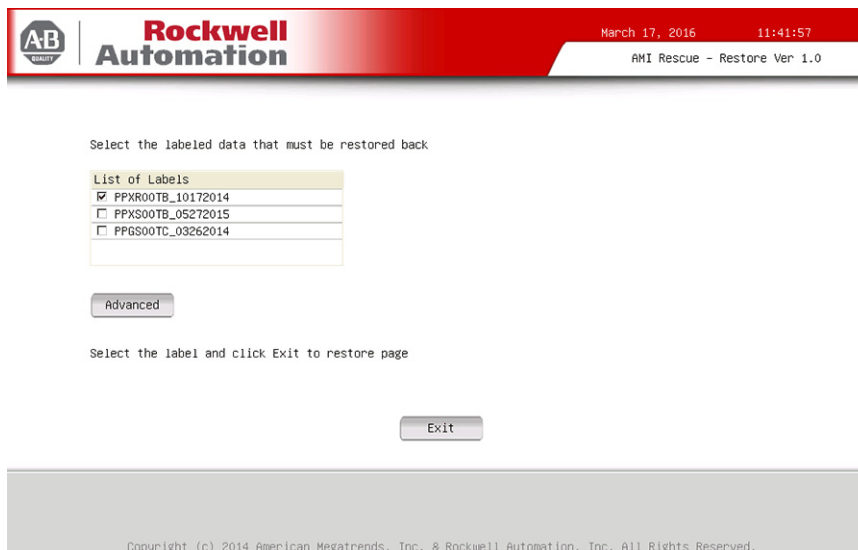 A-B
QUALITY
Rockwell
Automation
March 17, 2016 11:41:57
AMI Rescue - Restore Ver 1.0
Select the labeled data that must be restored back
List of Labels
PPXR00TB_10172014
PPXS00TB_05272015
PPGS00TC_03262014
Advanced
Select the label and click Exit to restore page
Exit
Copyright (c) 2014 American Megatrends, Inc. & Rockwell Automation, Inc. All Rights Reserved.